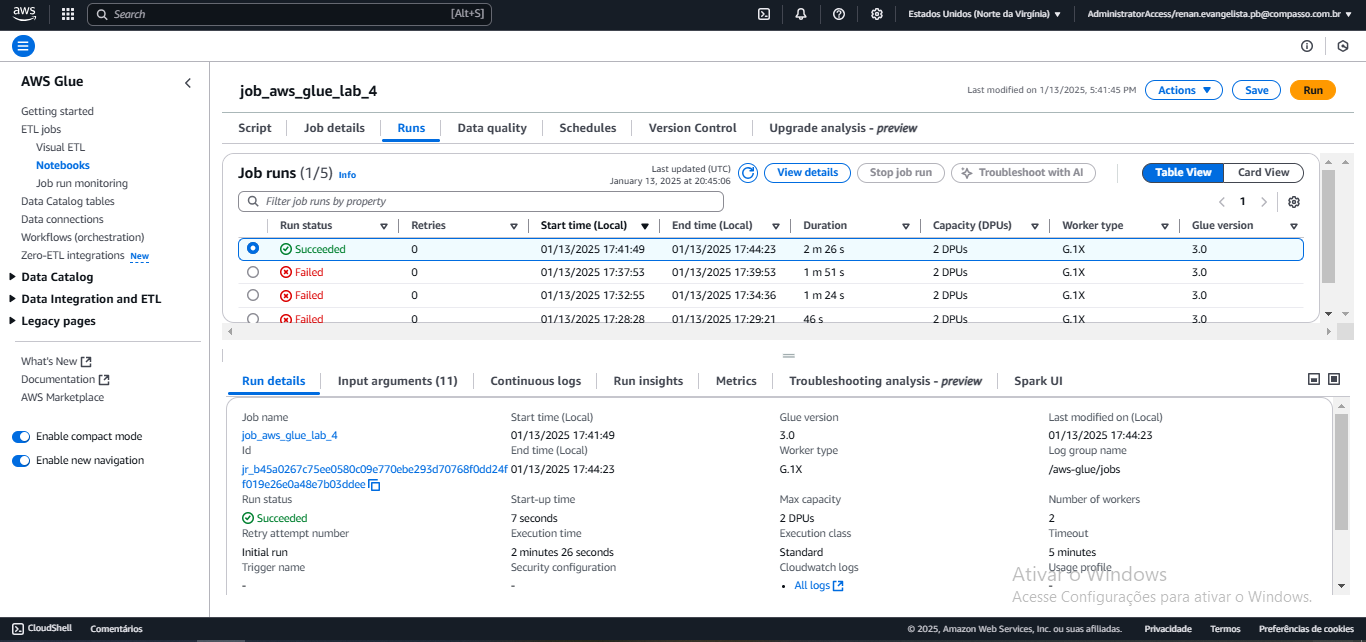 aws Search [Alt+S] Estados Unidos (Norte da Virgínia) ▼ AdministratorAccess/renan.evangelista.pb@compasso.com.br
AWS Glue
Getting started
ETL jobs
Visual ETL
Notebooks
Job run monitoring
Data Catalog tables
Data connections
Workflows (orchestration)
Zero-ETL integrations New
Data Catalog
Data Integration and ETL
Legacy pages
What's New
Documentation
AWS Marketplace
Enable compact mode
Enable new navigation
job_aws_glue_lab_4
Last modified on 1/13/2025, 5:41:45 PM Actions ▼ Save Run
Script Job details Runs Data quality Schedules Version Control Upgrade analysis - preview
Job runs (1/5) Info
Last updated (UTC)
January 13, 2025 at 20:45:06
View details Stop job run Troubleshoot with AI Table View Card View
Filter job runs by property
1
Run status Retries Start time (Local) End time (Local) Duration Capacity (DPUs) Worker type Glue version
Succeeded 0 01/13/2025 17:41:49 01/13/2025 17:44:23 2 m 26 s 2 DPUs G.1X 3.0
Failed 0 01/13/2025 17:37:53 01/13/2025 17:39:53 1 m 51 s 2 DPUs G.1X 3.0
Failed 0 01/13/2025 17:32:55 01/13/2025 17:34:36 1 m 24 s 2 DPUs G.1X 3.0
Failed 0 01/13/2025 17:28:28 01/13/2025 17:29:21 46 s 2 DPUs G.1X 3.0
Run details Input arguments (11) Continuous logs Run insights Metrics Troubleshooting analysis - preview Spark UI
Job name Start time (Local) Glue version Last modified on (Local)
job_aws_glue_lab_4 01/13/2025 17:41:49 3.0 01/13/2025 17:44:23
Id End time (Local) Worker type Log group name
jr_b45a0267c75ee0580c09e770ebe293d70768f0dd24f 01/13/2025 17:44:23 G.1X /aws-glue/jobs
f019e26e0a48e7b03ddee
Run status Start-up time Max capacity Number of workers
Succeeded 7 seconds 2 DPUs 2
Retry attempt number Execution time Execution class Timeout
Initial run 2 minutes 26 seconds Standard 5 minutes
Trigger name Security configuration Cloudwatch logs Usage profile
- - • All logs -
Ativar o Windows
Acesse Configurações para ativar o Windows.
CloudShell Comentários © 2025, Amazon Web Services, Inc. ou suas afiliadas. Privacidade Termos Preferências de cookies